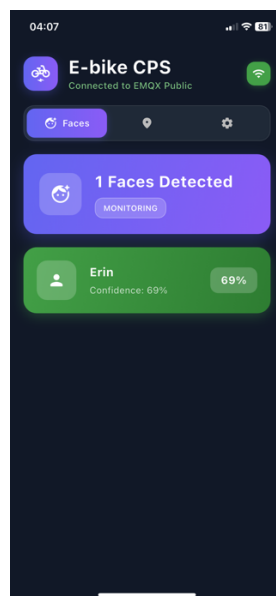 04:07
81
E-bike CPS
Connected to EMQX Public
Faces
1 Faces Detected
MONITORING
Erin
Confidence: 69%
69%